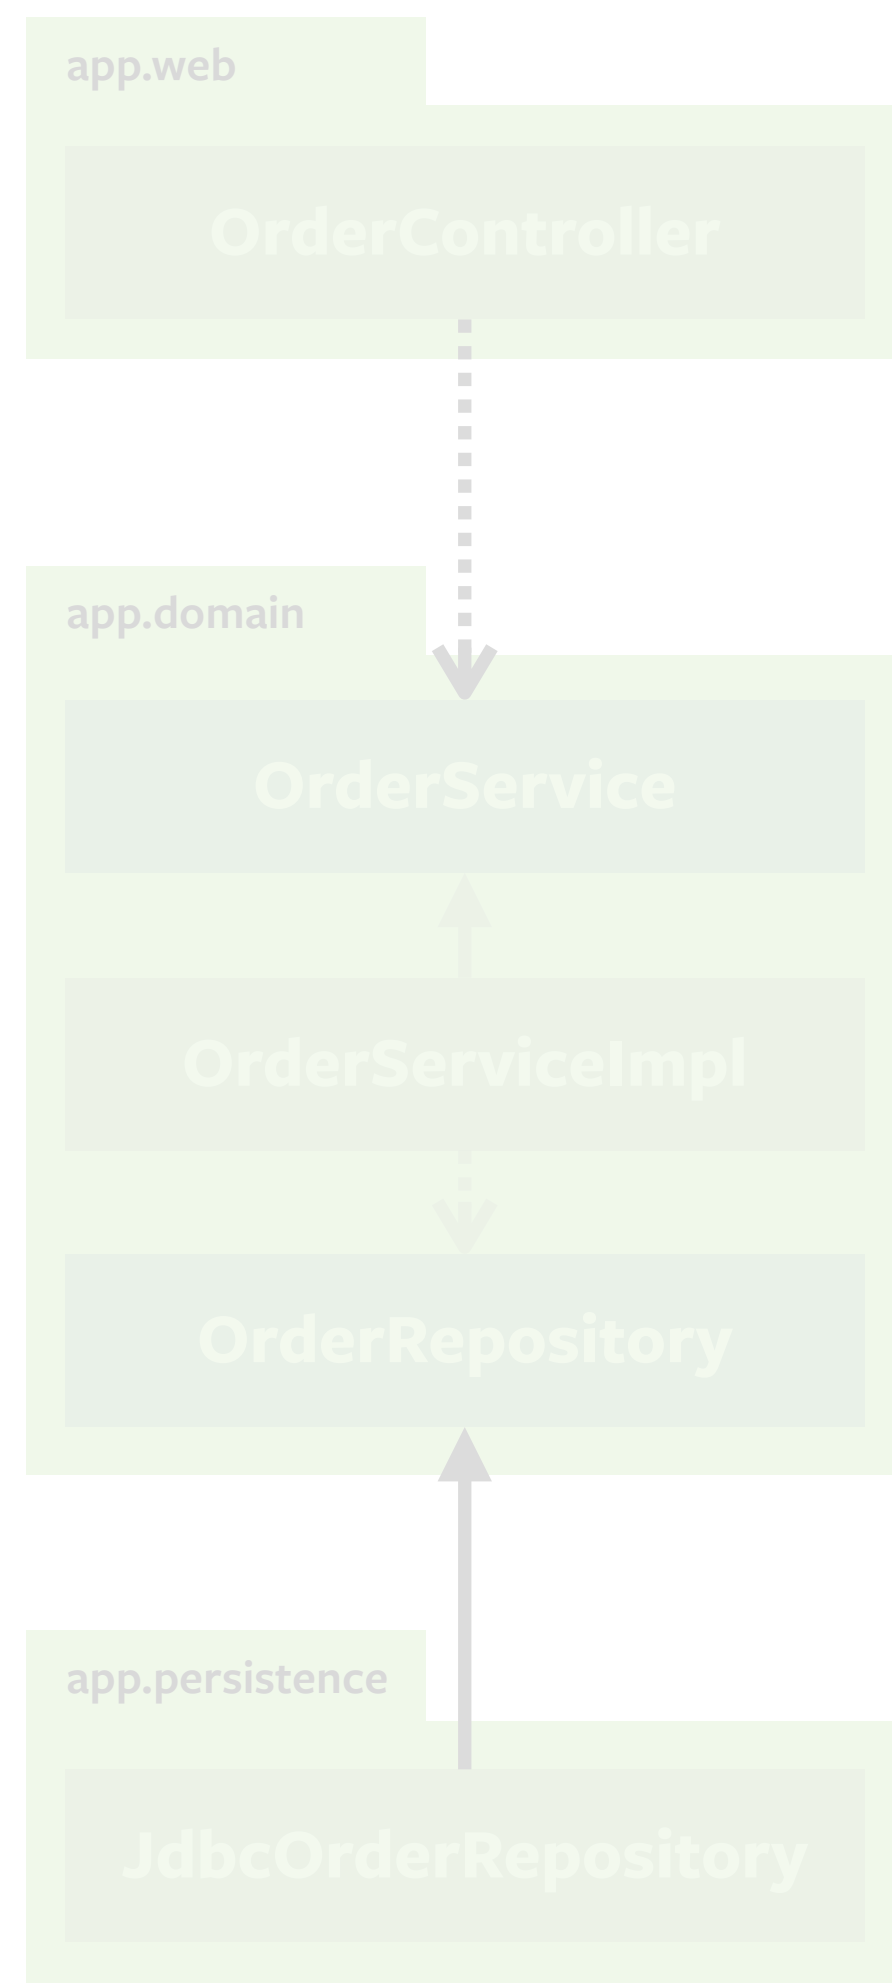 app.web
OrderController
app.domain
OrderService
OrderServiceImpl
OrderRepository
app.persistence
JdbcOrderRepository